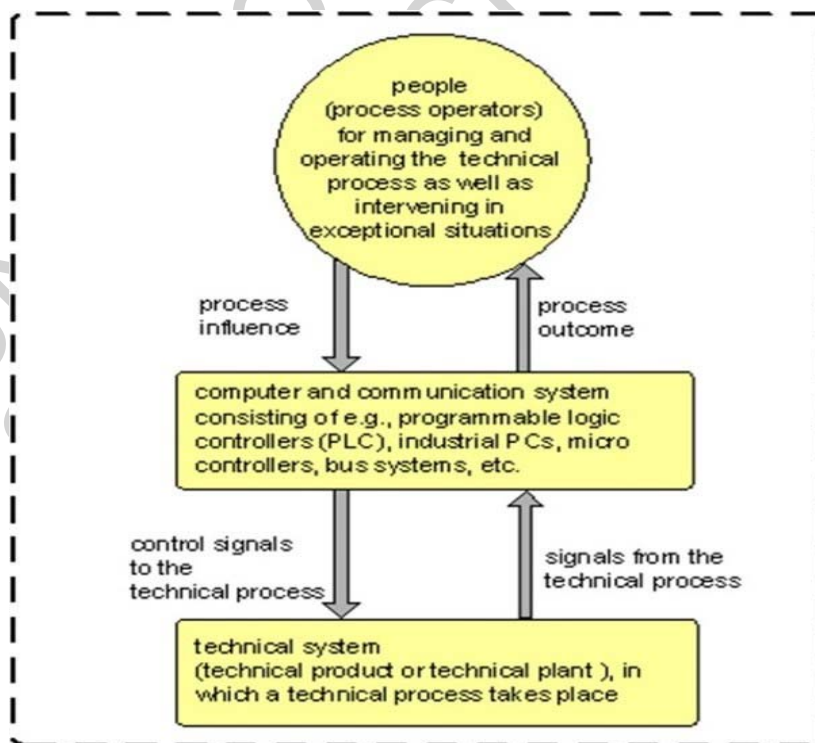 people
(process operators)
for managing and
operating the technical
process as well as
intervening in
exceptional situations
process
influence
process
outcome
computer and communication system
consisting of e.g., programmable logic
controllers (PLC), industrial PCs, micro
controllers, bus systems, etc.
control signals
to the
technical process
signals from the
technical process
technical system
(technical product or technical plant ), in
which a technical process takes place